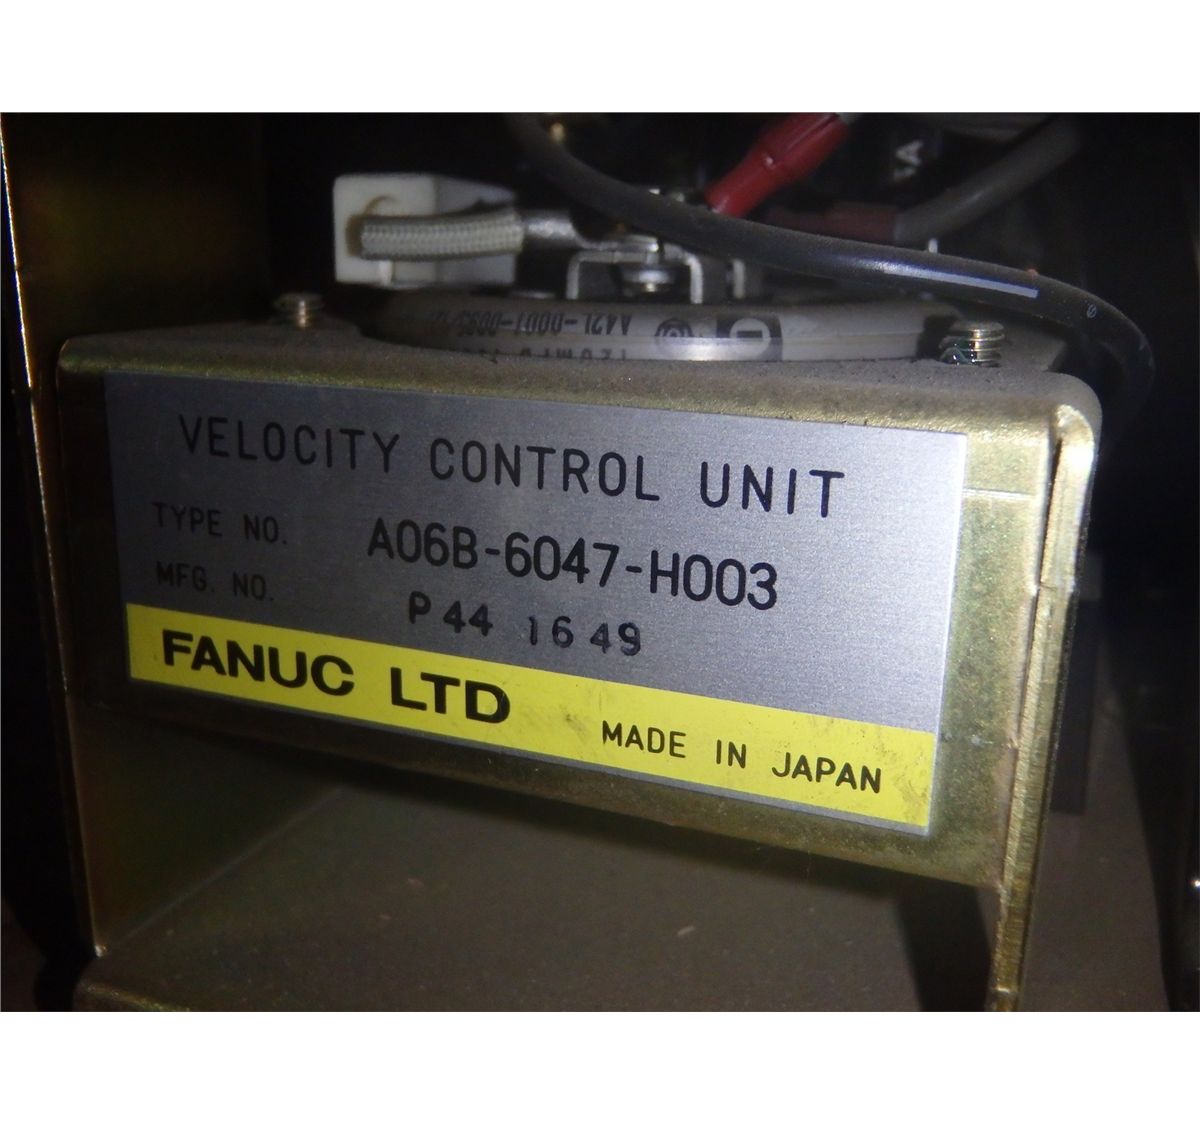 VELOCITY CONTROL UNIT
TYPE NO. A06B-6047-H003
MFG. NO. P44 1649
FANUC LTD MADE IN JAPAN